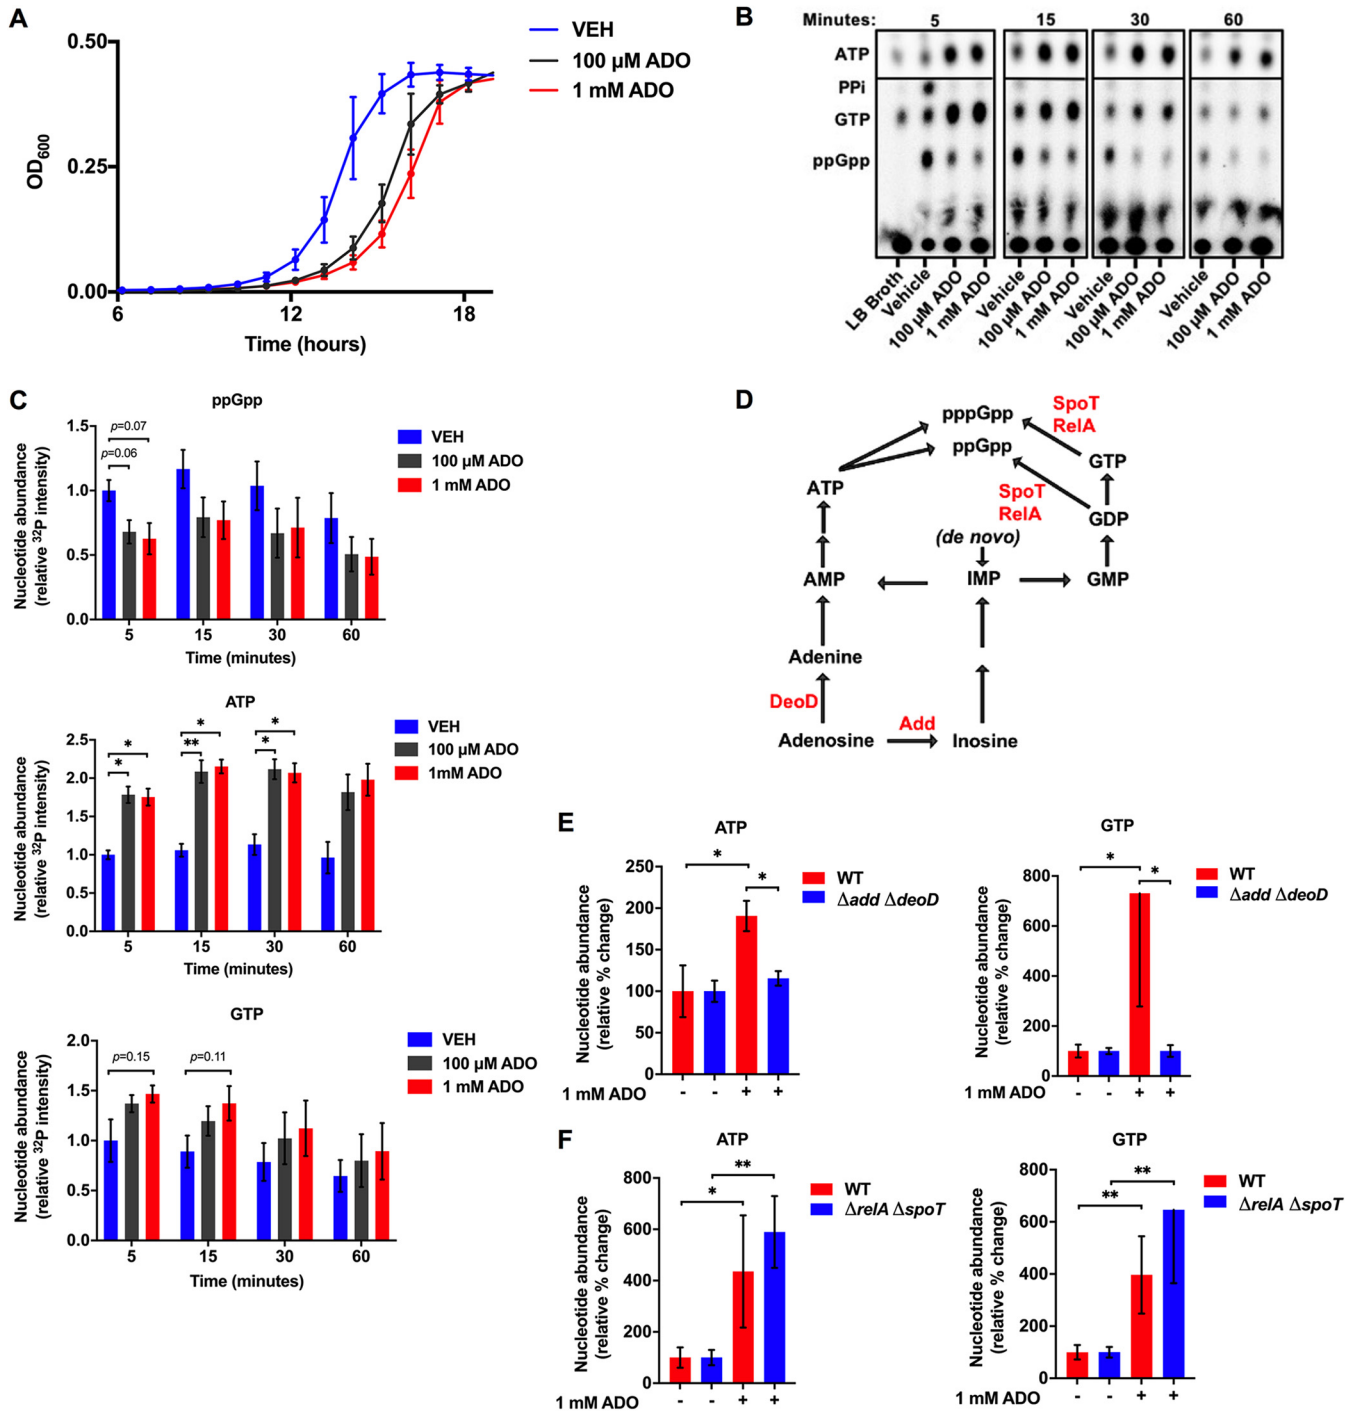 A
0.50
0.25
0.00
OD600
6
12
18
Time (hours)
VEH
100 µM ADO
1 mM ADO
B
Minutes:
5
15
30
60
ATP
PPi
GTP
ppGpp
LB Broth
Vehicle
100 µM ADO
1 mM ADO
Vehicle
100 µM ADO
1 mM ADO
Vehicle
100 µM ADO
1 mM ADO
Vehicle
100 µM ADO
1 mM ADO
C
ppGpp
Nucleotide abundance
(relative 32P intensity)
1.5
1.0
0.5
0.0
p=0.07
p=0.06
5
15
30
60
Time (minutes)
VEH
100 µM ADO
1 mM ADO
ATP
Nucleotide abundance
(relative 32P intensity)
2.5
2.0
1.5
1.0
0.5
0.0
*
*
*
**
*
*
5
15
30
60
Time (minutes)
VEH
100 µM ADO
1mM ADO
GTP
Nucleotide abundance
(relative 32P intensity)
2.0
1.5
1.0
0.5
0.0
p=0.15
p=0.11
5
15
30
60
Time (minutes)
VEH
100 µM ADO
1 mM ADO
D
pppGpp
ppGpp
SpoT
RelA
GTP
SpoT
RelA
ATP
GDP
(de novo)
AMP
IMP
GMP
Adenine
DeoD
Add
Adenosine
Inosine
E
ATP
Nucleotide abundance
(relative % change)
250
200
150
100
50
0
*
*
1 mM ADO
-
-
+
+
WT
Δadd ΔdeoD
GTP
Nucleotide abundance
(relative % change)
800
600
400
200
0
*
*
1 mM ADO
-
-
+
+
WT
Δadd ΔdeoD
F
ATP
Nucleotide abundance
(relative % change)
800
600
400
200
0
**
*
1 mM ADO
-
-
+
+
WT
ΔrelA ΔspoT
GTP
Nucleotide abundance
(relative % change)
800
600
400
200
0
**
**
1 mM ADO
-
-
+
+
WT
ΔrelA ΔspoT